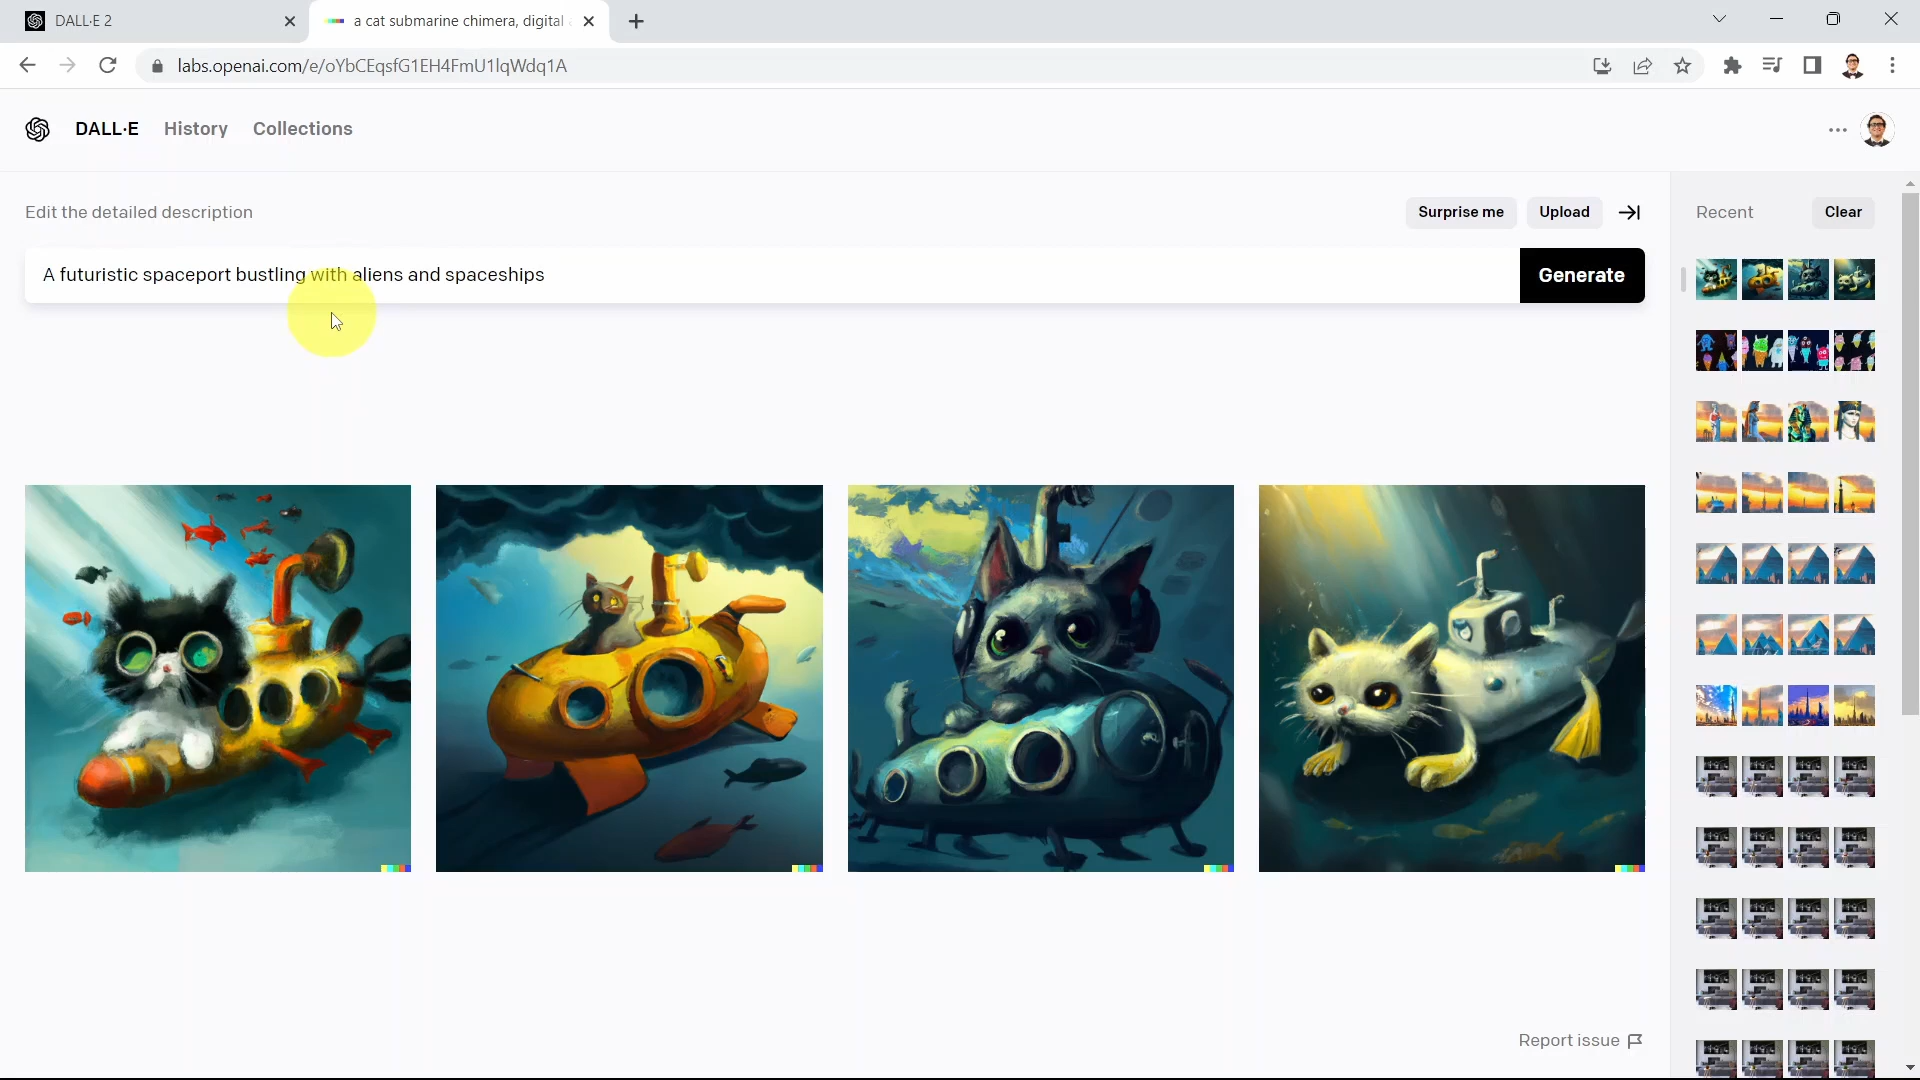 DALL·E 2
a cat submarine chimera, digital
labs.openai.com/e/oYbCEqsfG1EH4FmU1lqWdq1A
DALL·E History Collections
Edit the detailed description
Surprise me
Upload
Recent
Clear
A futuristic spaceport bustling with aliens and spaceships
Generate
Report issue